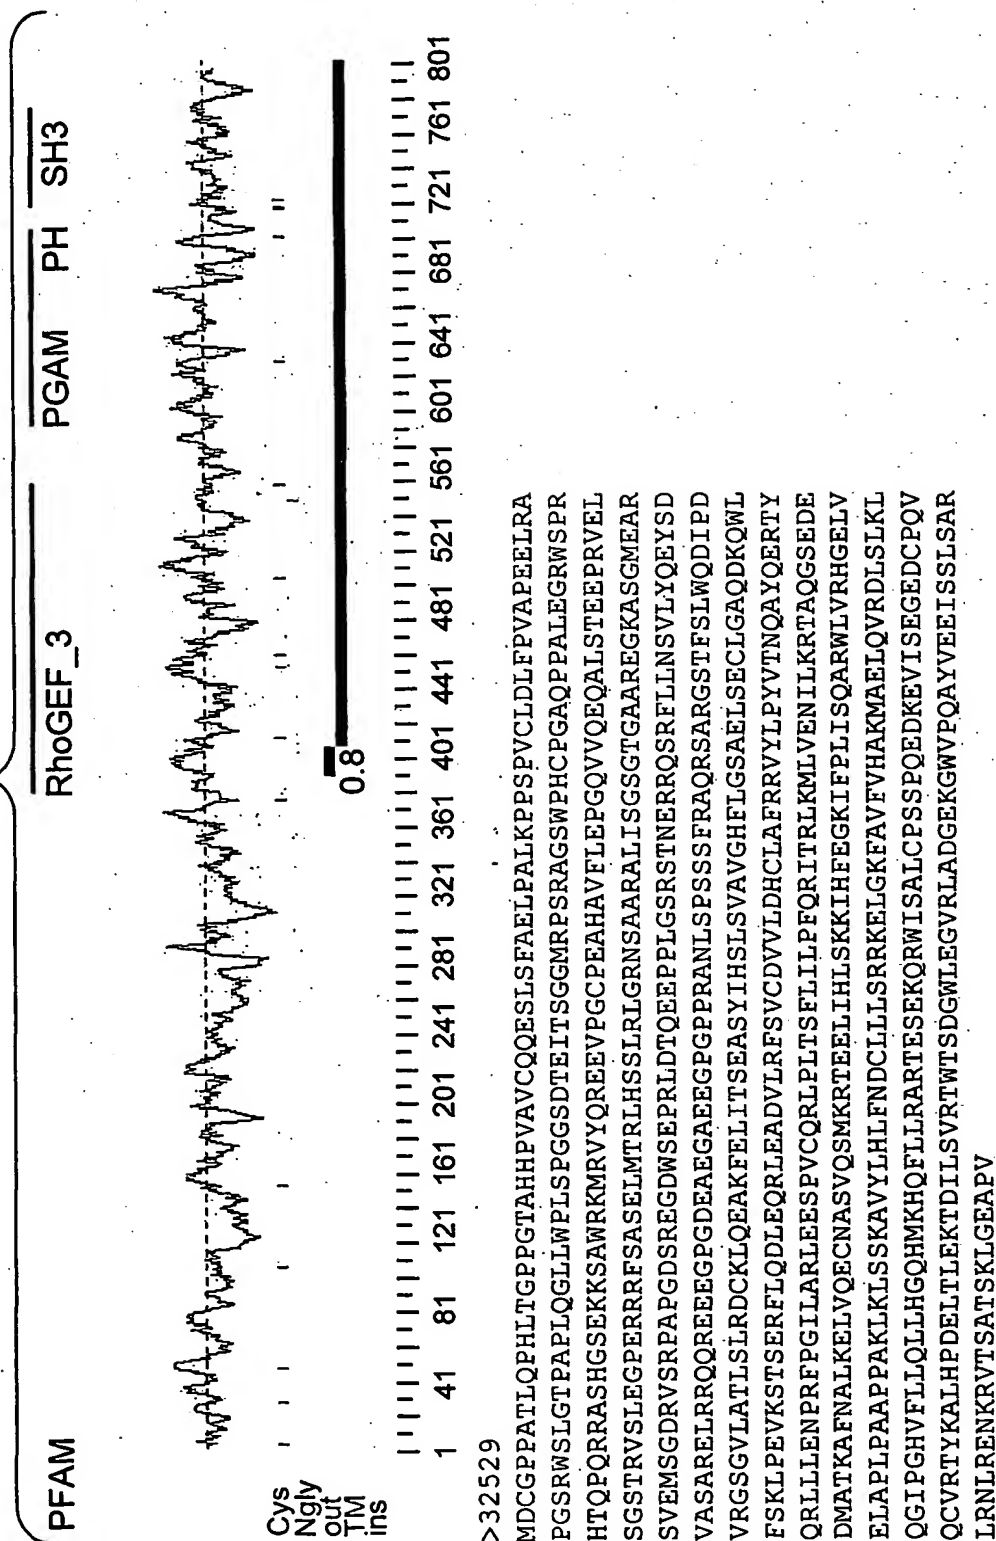 PFAM
RhoGEF_3 PGAM PH SH3
Cys
Ngly
out
TM
ins
0.8
1 41 81 121 161 201 241 281 321 361 401 441 481 521 561 601 641 681 721 761 801
>32529
MDCGPPATLQPHLTGPPGTAHHPVAVCQQESLSFAELPALKPPSPVCLDLFPVAPEELRA
PGSRWSLGTPAPLQGLLWPLSPGGSDTEITSGGMRPSRAGSWPHCPGAQPPALEGRWSPR
HTQPQRRASHGSEKKSAWRKMRVYQREEVPGCPEAHAVFLEPGQVVQEQALSTEEPRVEL
SGSTRVSLEGPERRRFSASELMTRLHSSLRLGRNSAARALISGSGTGAAREGKASGMEAR
SVEMSGDRVSRPAPGDSREGDWSEPRLDTQEEPPLGSRSTNERRQSRFLLNSVLYQEYSD
VASARELRRQQREEEGPGDEAEGAEEGPGPPRANLSPSSSFRAQRSARGSTFSLWQDIPD
VRGSGVLATLSLRDCKLQEAKFELITSEASYIHSLSVAVGHFLGSAELSECLGAQDKQWL
FSKLPEVKSTSERFLQDLEQRLEADVLRFSVCDVVLDHCLAFRRVYLPYVTNQAYQERTY
QRLLLENPRFPGILARLEESPVCQRLPLTSFLILPFQRITRLKMLVENILKRTAQGSEDE
DMATKAFNALKELVQECNASVQSMKRTEELIHLSKKIHFEGKIFPLISQARWLVRHGELV
ELAPLPAAPPAKLKLSSKAVYLHLFNDCLLLSRRKELGKFAVFVHAKMAELQVRDLSLKL
QGIPGHVFLLQLLHGQHMKHQFLLRARTESEKQRWISALCPSSPQEDKEVISEGEDCPQV
QCVRTYKALHPDELTLEKTDILSVRTWTSDGWLEGVRLADGEKGWVPQAYVEEISSLSAR
LRNLRENKRVTSATSKLGEAPV